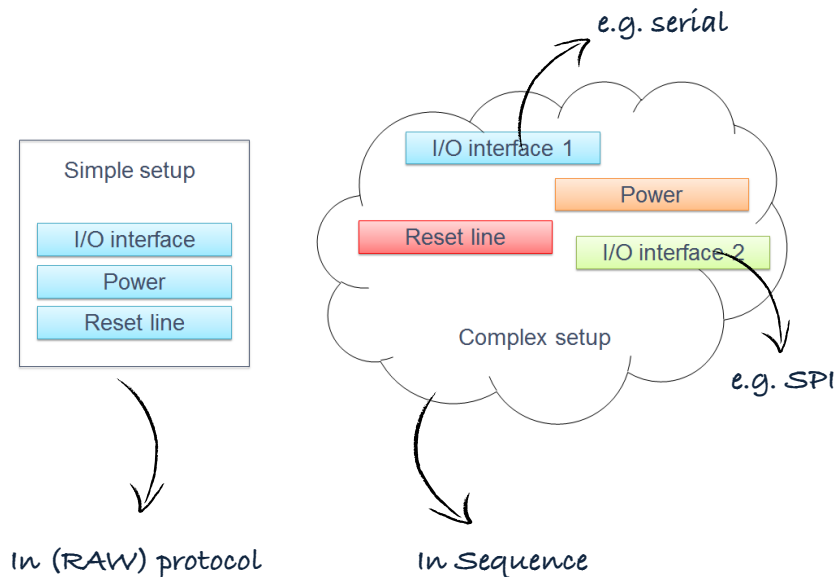 e.g. serial
Simple setup
I/O interface
Power
Reset line
I/O interface 1
Power
Reset line
I/O interface 2
Complex setup
e.g. SPI
In (RAW) protocol
In Sequence